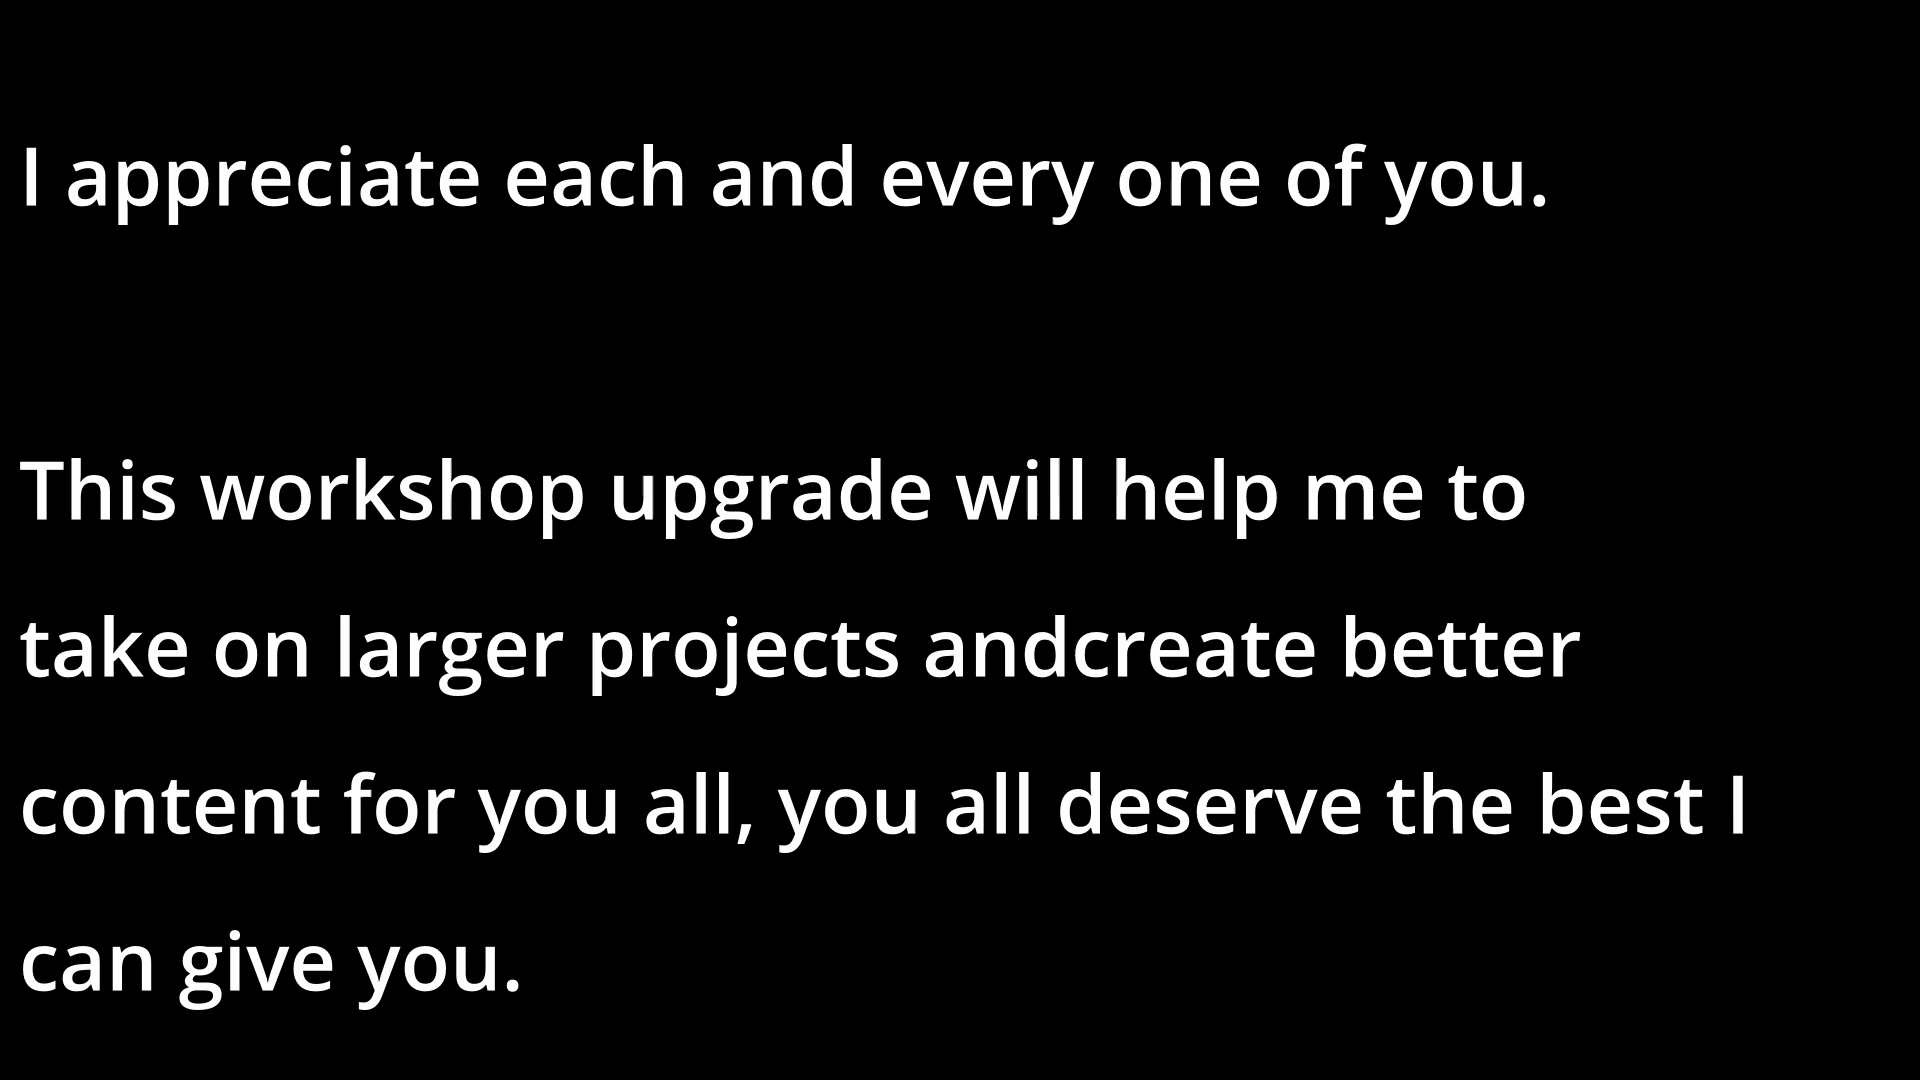 I appreciate each and every one of you.
This workshop upgrade will help me to
take on larger projects andcreate better
content for you all, you all deserve the best I
can give you.